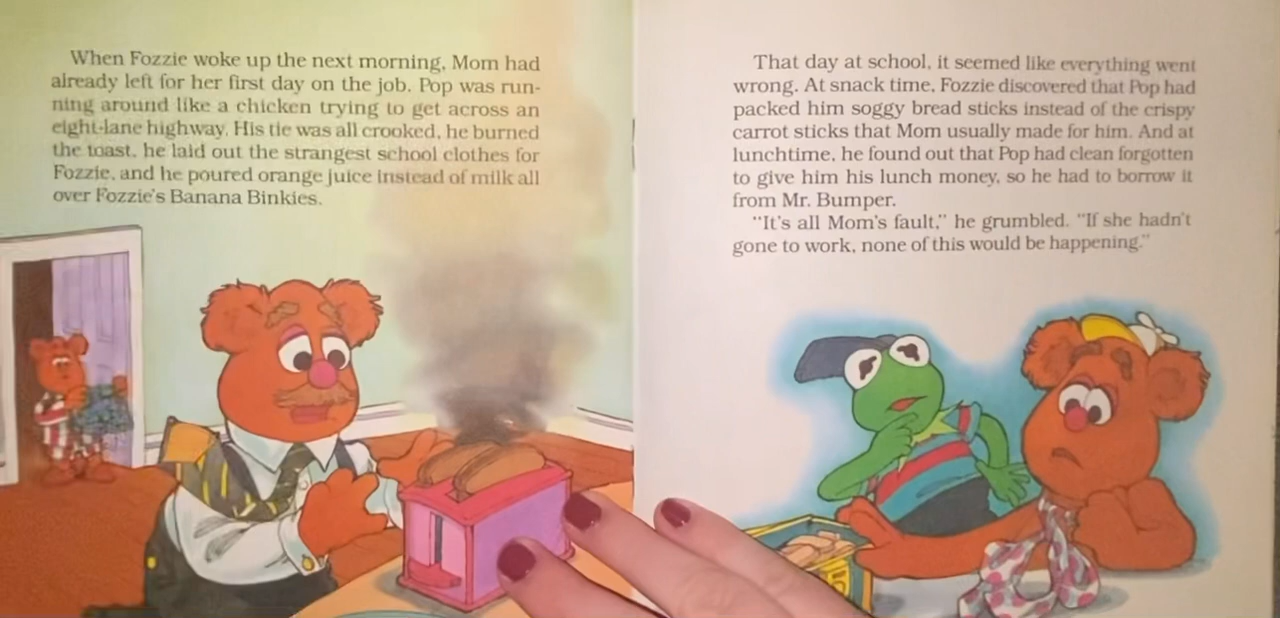 When Fozzie woke up the next morning, Mom had
already left for her first day on the job. Pop was run-
ning around like a chicken trying to get across an
eight-lane highway. His tie was all crooked, he burned
the toast, he laid out the strangest school clothes for
Fozzie, and he poured orange juice instead of milk all
over Fozzie's Banana Binkies.
That day at school, it seemed like everything went
wrong. At snack time, Fozzie discovered that Pop had
packed him soggy bread sticks instead of the crispy
carrot sticks that Mom usually made for him. And at
lunchtime, he found out that Pop had clean forgotten
to give him his lunch money, so he had to borrow it
from Mr. Bumper.
"It's all Mom's fault," he grumbled. "If she hadn't
gone to work, none of this would be happening."